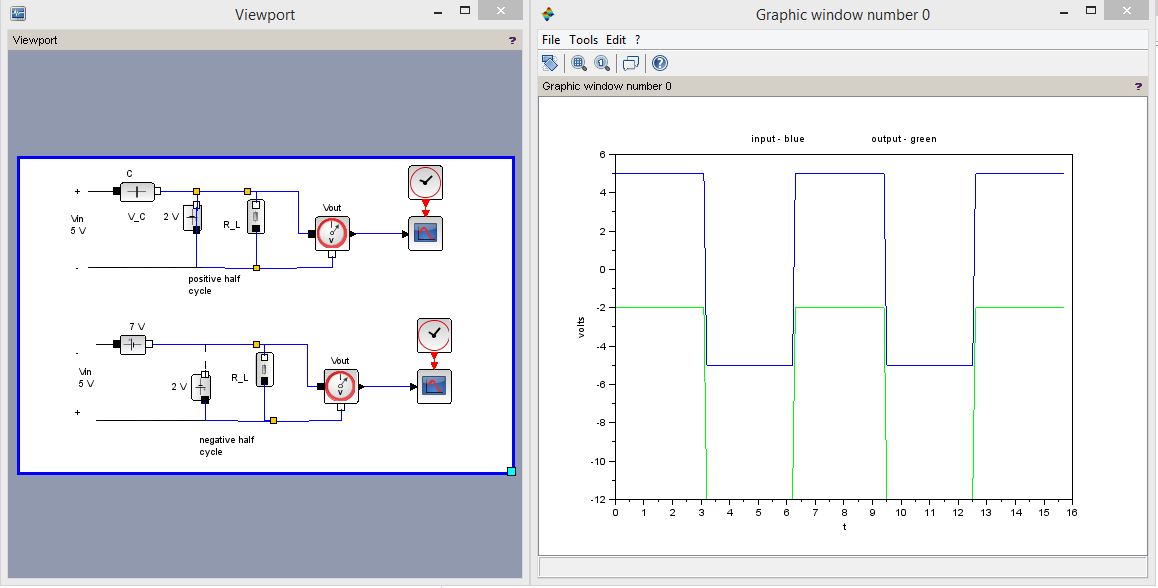 Viewport
Viewport ?
C
+
Vin
5 V
V_C
2 V
R_L
Vout
-
positive half
cycle
7 V
-
Vin
5 V
2 V
R_L
Vout
+
negative half
cycle
Graphic window number 0
File Tools Edit ?
Graphic window number 0 ?
input - blue output - green
6
4
2
0
-2
-4
-6
-8
-10
-12
volts
0 1 2 3 4 5 6 7 8 9 10 11 12 13 14 15 16
t